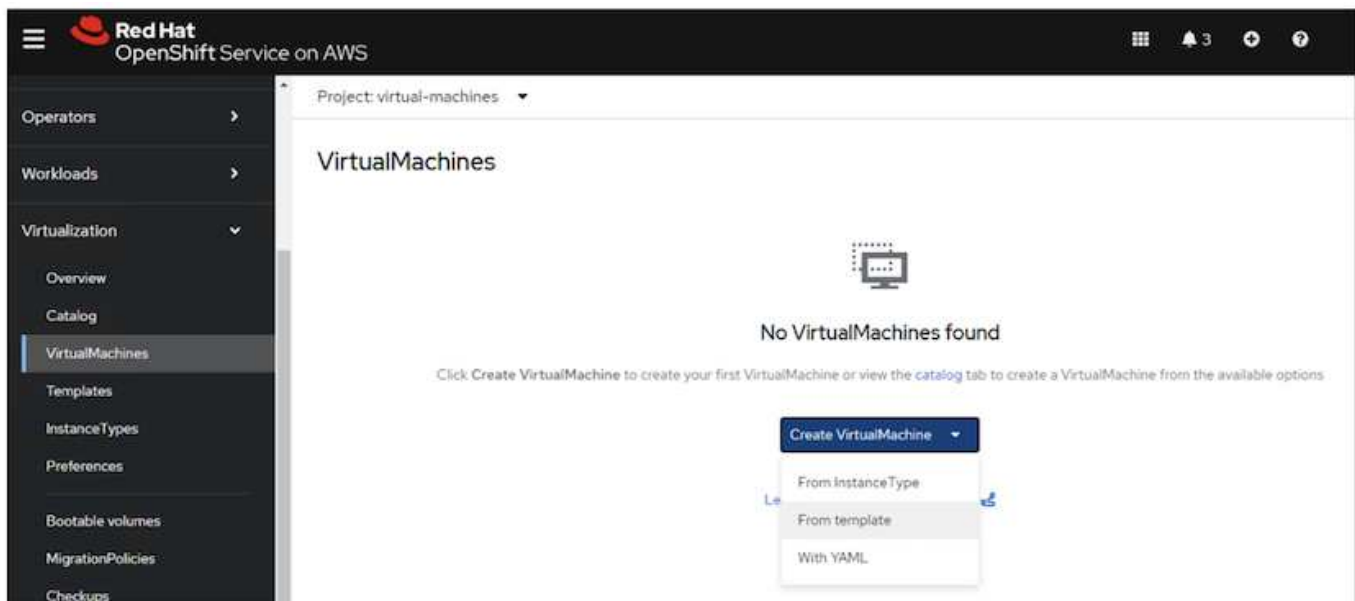 Red Hat
OpenShift Service on AWS
3
Project: virtual-machines
Operators
Workloads
Virtualization
Overview
Catalog
VirtualMachines
Templates
InstanceTypes
Preferences
Bootable volumes
MigrationPolicies
Checkups
VirtualMachines
No VirtualMachines found
Click Create VirtualMachine to create your first VirtualMachine or view the catalog tab to create a VirtualMachine from the available options
Create VirtualMachine
From InstanceType
From template
With YAML